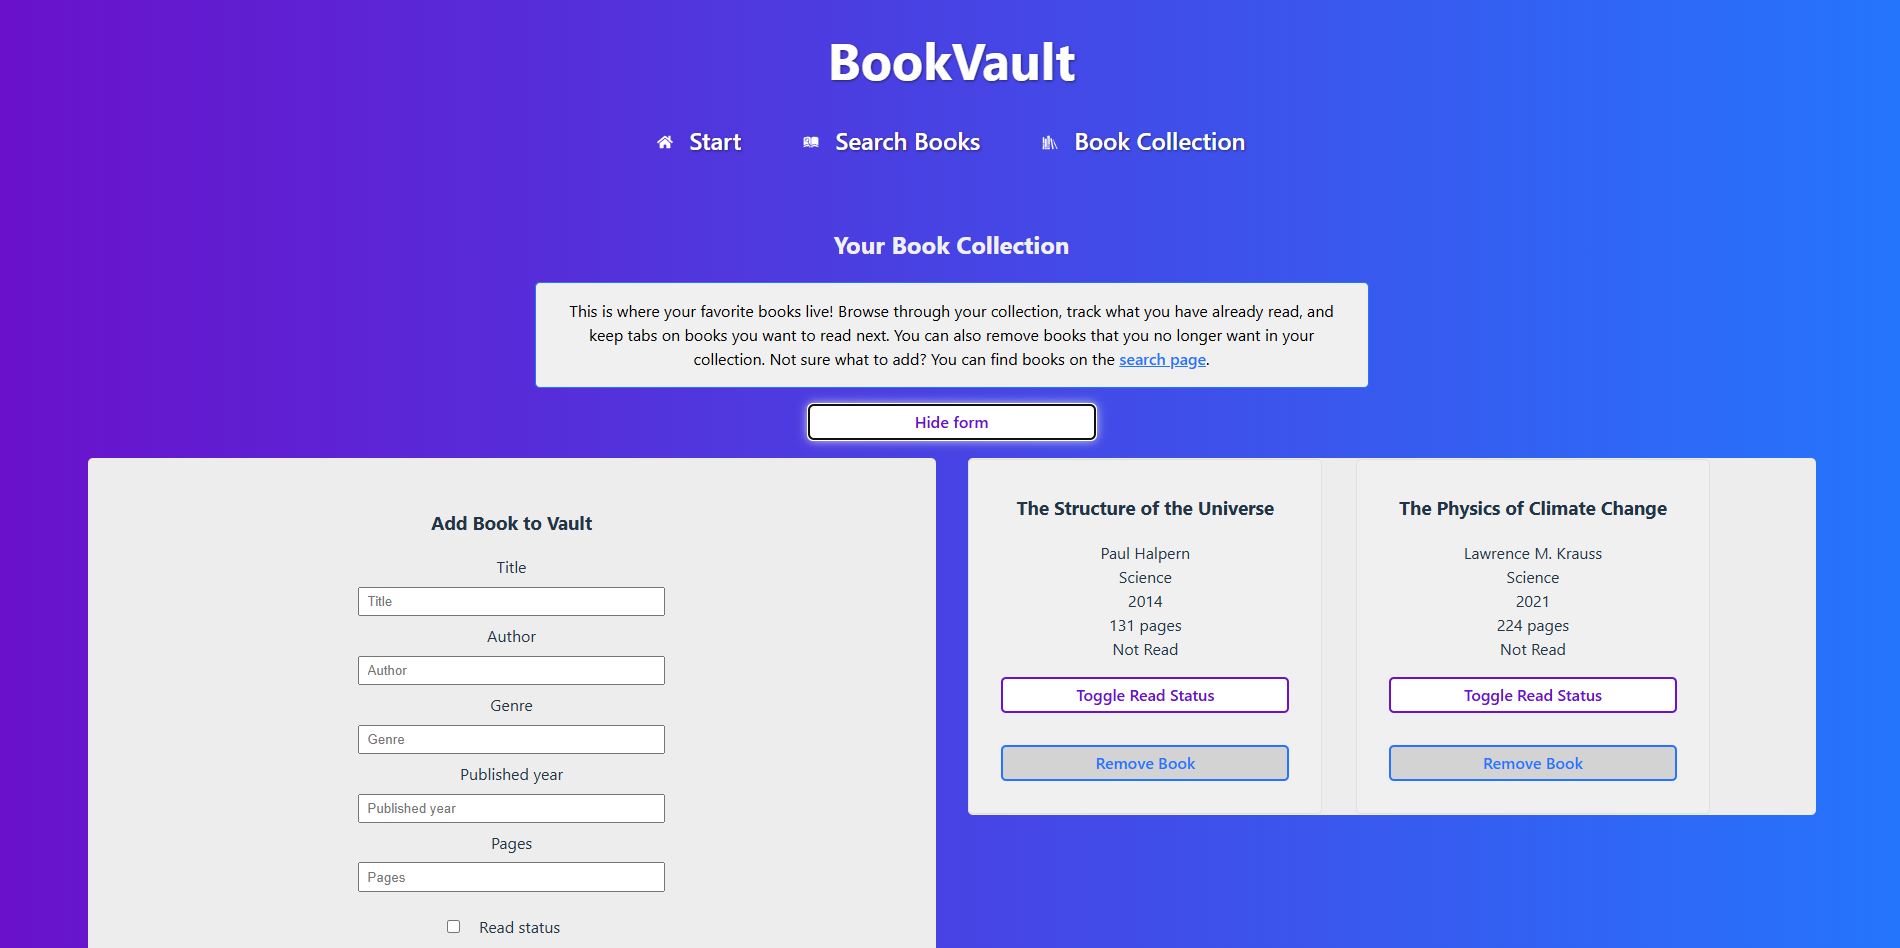 BookVault
Start
Search Books
Book Collection
Your Book Collection
This is where your favorite books live! Browse through your collection, track what you have already read, and
keep tabs on books you want to read next. You can also remove books that you no longer want in your
collection. Not sure what to add? You can find books on the search page.
Hide form
Add Book to Vault
Title
Title
Author
Author
Genre
Genre
Published year
Published year
Pages
Pages
Read status
The Structure of the Universe
Paul Halpern
Science
2014
131 pages
Not Read
Toggle Read Status
Remove Book
The Physics of Climate Change
Lawrence M. Krauss
Science
2021
224 pages
Not Read
Toggle Read Status
Remove Book